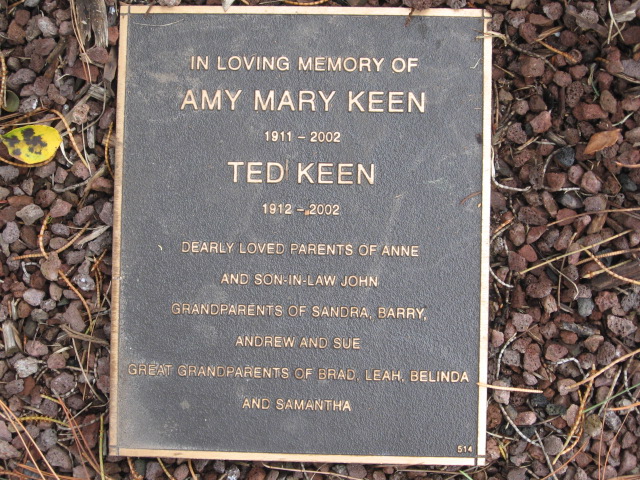 IN LOVING MEMORY OF
AMY MARY KEEN
1911 – 2002
TED KEEN
1912 – 2002
DEARLY LOVED PARENTS OF ANNE
AND SON-IN-LAW JOHN
GRANDPARENTS OF SANDRA, BARRY,
ANDREW AND SUE
GREAT GRANDPARENTS OF BRAD, LEAH, BELINDA
AND SAMANTHA
514